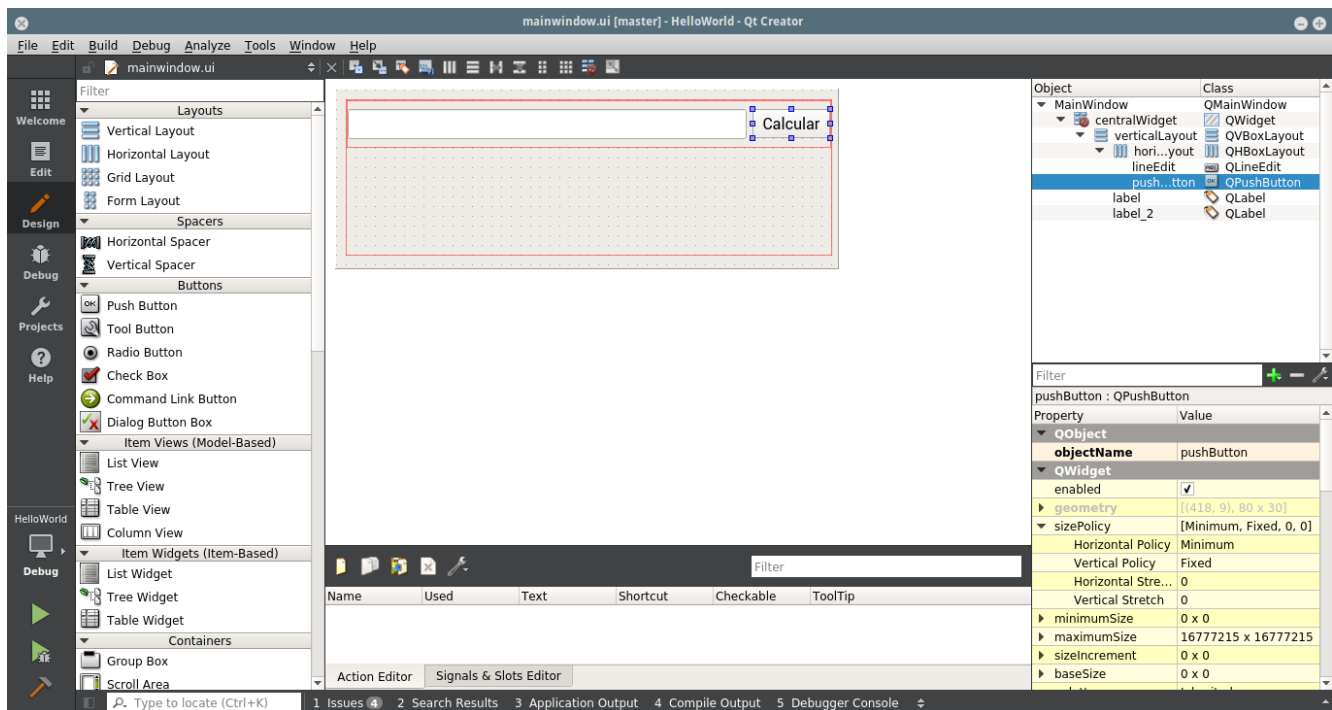 mainwindow.ui [master] - HelloWorld - Qt Creator
File Edit Build Debug Analyze Tools Window Help
mainwindow.ui
Welcome
Edit
Design
Debug
Projects
Help
HelloWorld
Debug
Filter
Layouts
Vertical Layout
Horizontal Layout
Grid Layout
Form Layout
Spacers
Horizontal Spacer
Vertical Spacer
Buttons
Push Button
Tool Button
Radio Button
Check Box
Command Link Button
Dialog Button Box
Item Views (Model-Based)
List View
Tree View
Table View
Column View
Item Widgets (Item-Based)
List Widget
Tree Widget
Table Widget
Containers
Group Box
Scroll Area
Calcular
Filter
Name Used Text Shortcut Checkable ToolTip
Action Editor Signals & Slots Editor
Object Class
MainWindow QMainWindow
centralWidget QWidget
verticalLayout QVBoxLayout
hori...yout QHBoxLayout
lineEdit QLineEdit
push...tton QPushButton
label QLabel
label_2 QLabel
Filter
pushButton : QPushButton
Property Value
QObject
objectName pushButton
QWidget
enabled
geometry [(418, 9), 80 x 30]
sizePolicy [Minimum, Fixed, 0, 0]
Horizontal Policy Minimum
Vertical Policy Fixed
Horizontal Stre... 0
Vertical Stretch 0
minimumSize 0 x 0
maximumSize 16777215 x 16777215
sizeIncrement 0 x 0
baseSize 0 x 0
Type to locate (Ctrl+K) 1 Issues 4 2 Search Results 3 Application Output 4 Compile Output 5 Debugger Console